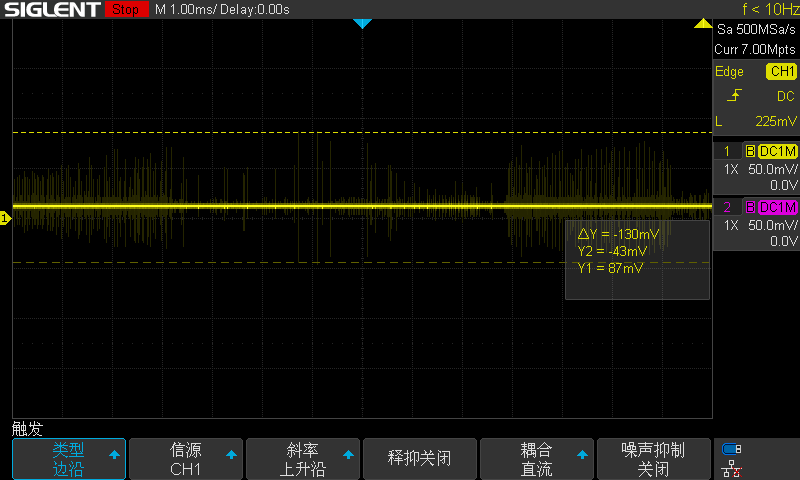 SIGLENT Stop M 1.00ms/ Delay:0.00s f < 10Hz
Sa 500MSa/s
Curr 7.00Mpts
Edge CH1
DC
L 225mV
1 B DC1M
1X 50.0mV/
0.0V
2 B DC1M
1X 50.0mV/
0.0V
1
ΔY = -130mV
Y2 = -43mV
Y1 = 87mV
触发
类型
边沿
信源
CH1
斜率
上升沿
释抑关闭
耦合
直流
噪声抑制
关闭